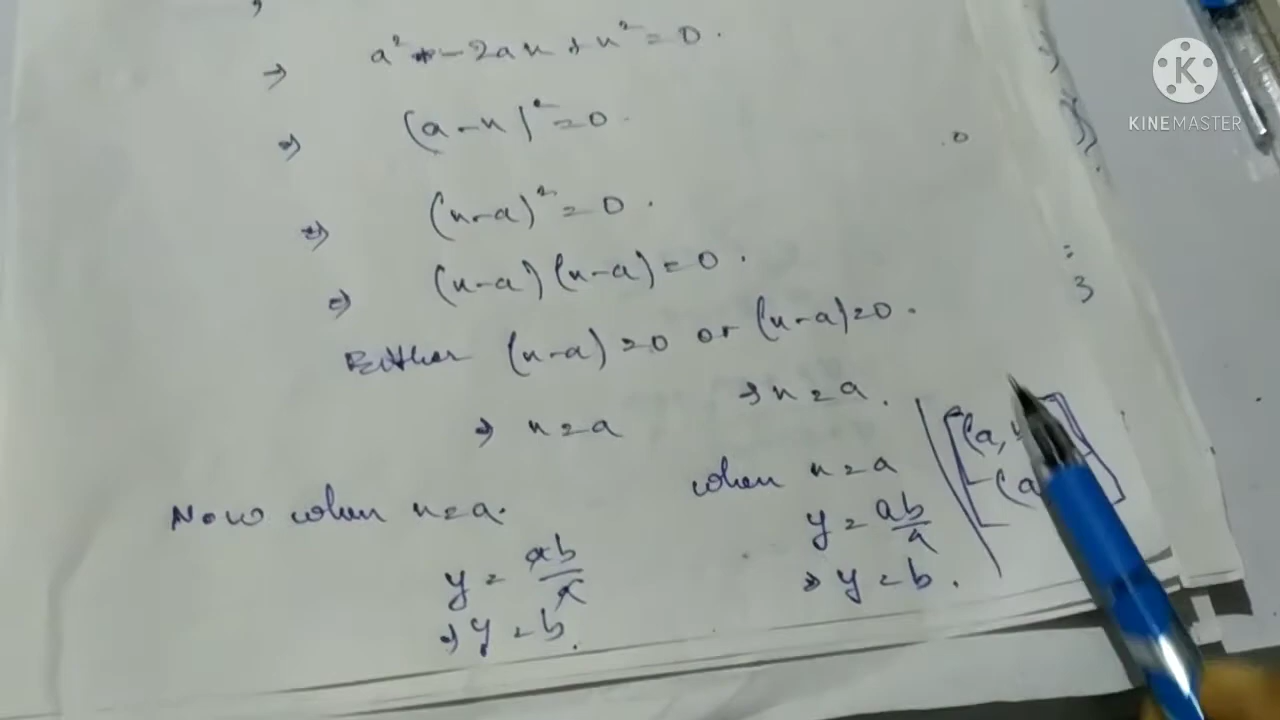 ⇒ a² - 2ax + x² = 0.
⇒ (a-x)² = 0.
⇒ (x-a)² = 0.
⇒ (x-a)(x-a) = 0.
Either (x-a) = 0 or (x-a) = 0.
⇒ x = a ⇒ x = a.
Now when x = a. when x = a
y = ab/a y = ab/a
⇒ y = b. ⇒ y = b.
(a,
(a
KINEMASTER